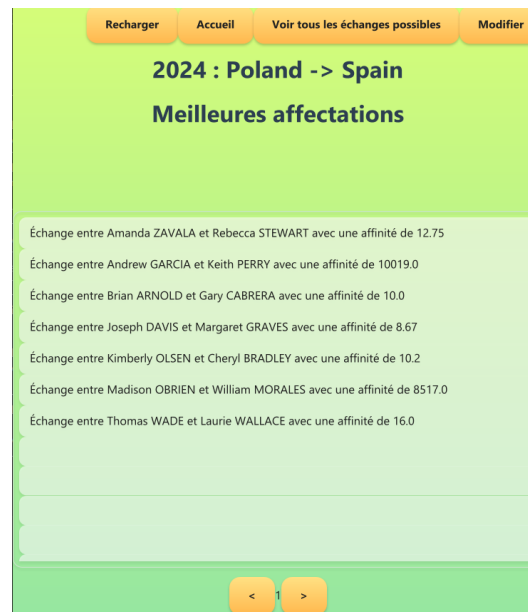 Recharger Accueil Voir tous les échanges possibles Modifier
2024 : Poland -> Spain
Meilleures affectations
Échange entre Amanda ZAVALA et Rebecca STEWART avec une affinité de 12.75
Échange entre Andrew GARCIA et Keith PERRY avec une affinité de 10019.0
Échange entre Brian ARNOLD et Gary CABRERA avec une affinité de 10.0
Échange entre Joseph DAVIS et Margaret GRAVES avec une affinité de 8.67
Échange entre Kimberly OLSEN et Cheryl BRADLEY avec une affinité de 10.2
Échange entre Madison OBRIEN et William MORALES avec une affinité de 8517.0
Échange entre Thomas WADE et Laurie WALLACE avec une affinité de 16.0
< 1 >